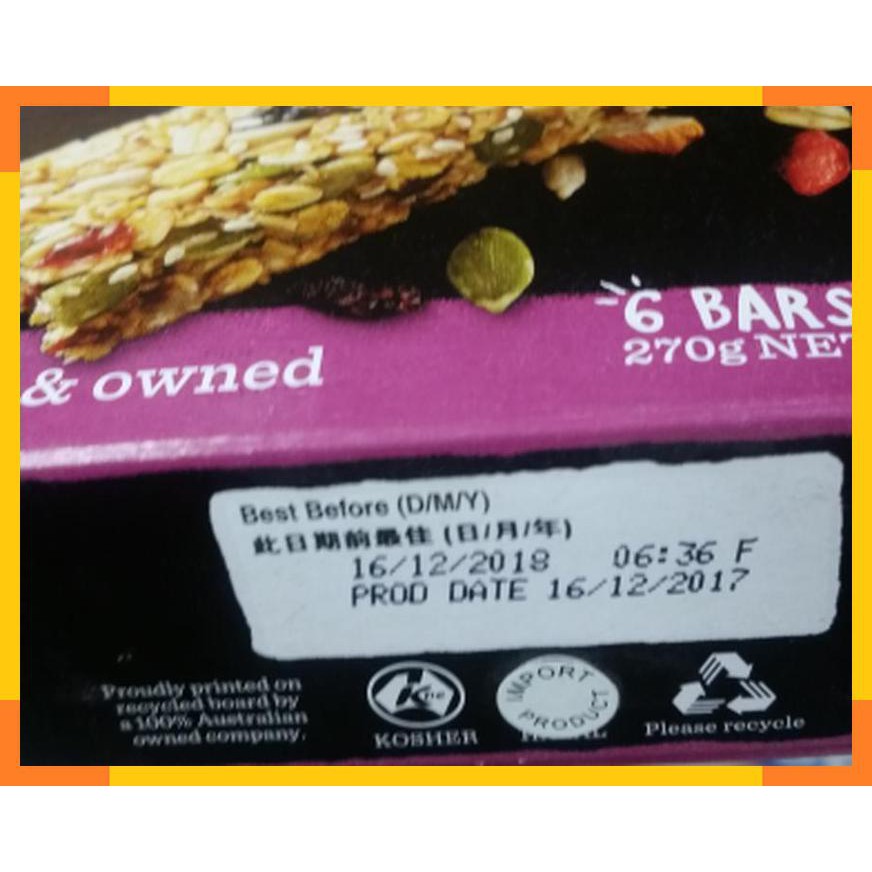 6 BARS
270g NET
& owned
Best Before (D/M/Y)
此日期前最佳 (日/月/年)
16/12/2018 06:36 F
PROD DATE 16/12/2017
Proudly printed on
recycled board by
a 100% Australian
owned company.
KOSHER
IMPORT
PRODUCT
Please recycle